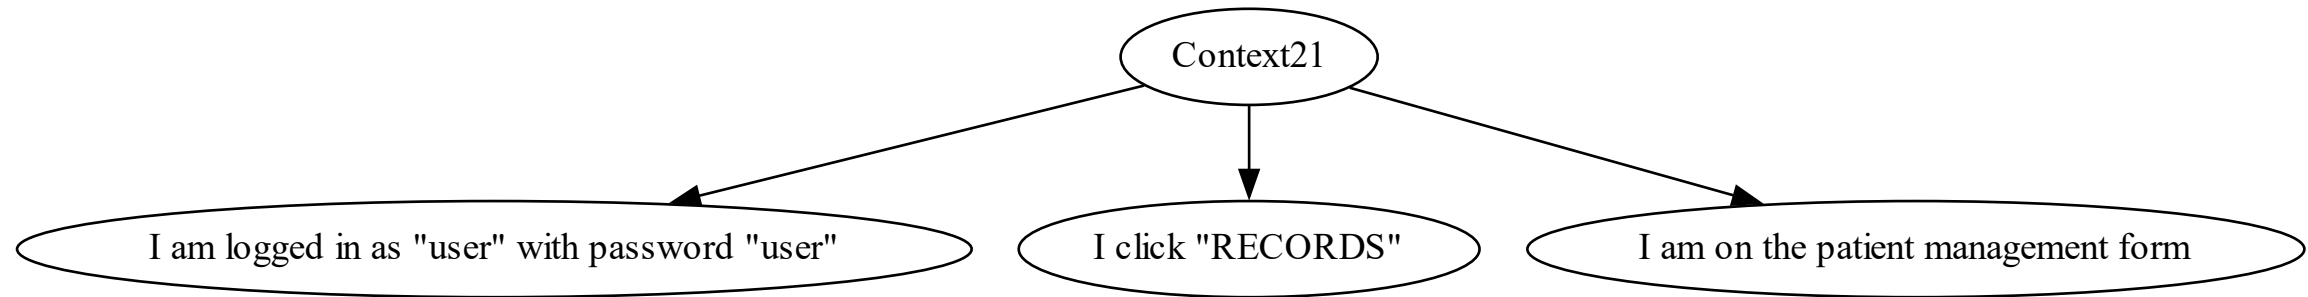 Context21
I am logged in as "user" with password "user"
I click "RECORDS"
I am on the patient management form